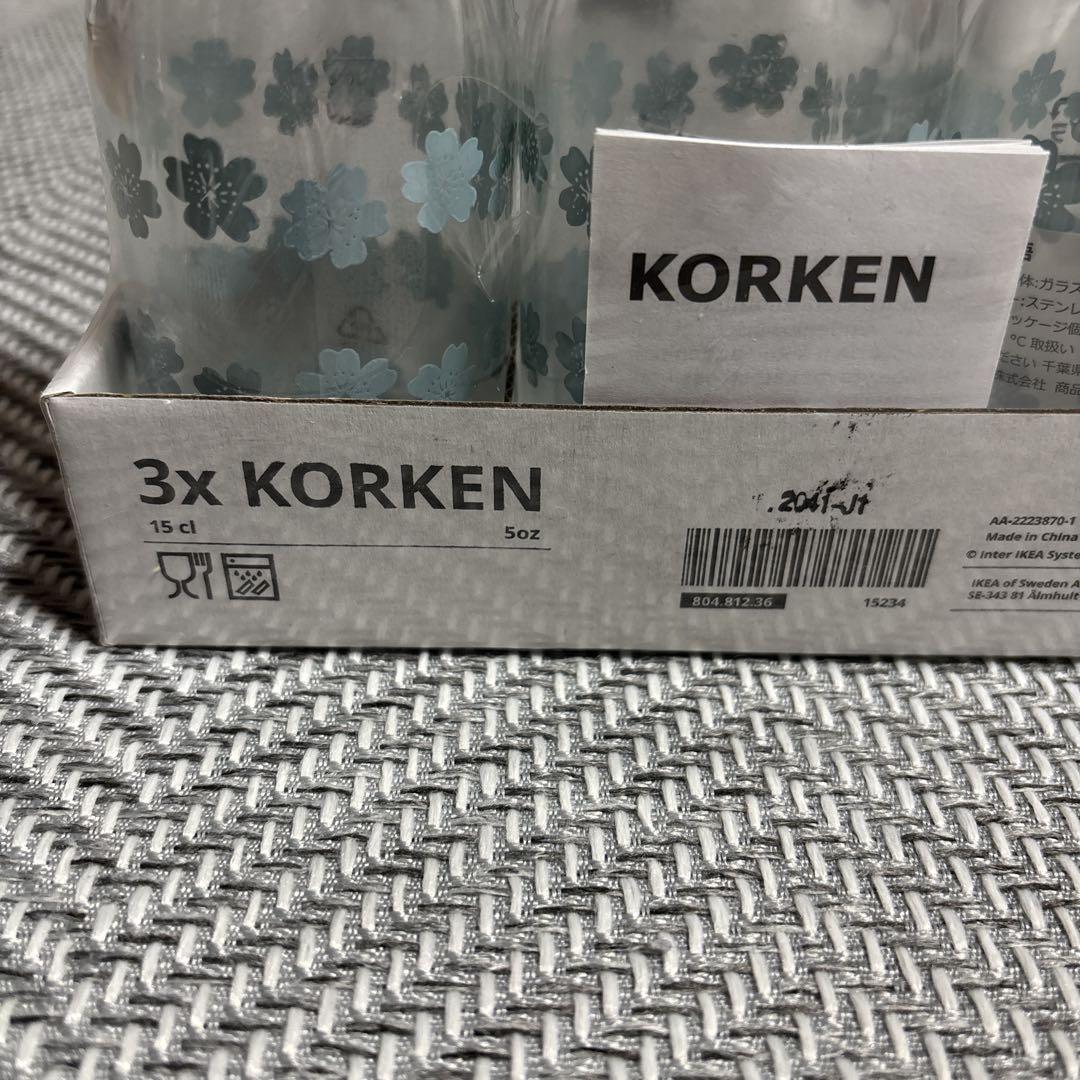 KORKEN
体:ガラス
ー:ステンレ
ッケージ個
°C 取扱い
ださい 千葉県
株式会社 商品
3x KORKEN
15 cl
5oz
804.812.36
15234
AA-2223870-1
Made in China
© Inter IKEA Syste
IKEA of Sweden A
SE-343 81 Älmhult